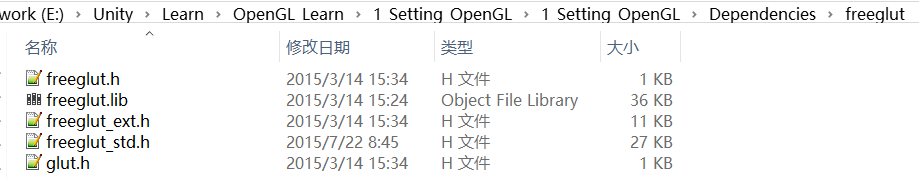 work (E:) › Unity › Learn › OpenGL Learn › 1 Setting OpenGL › 1 Setting OpenGL › Dependencies › freeglut
名称 修改日期 类型 大小
freeglut.h 2015/3/14 15:34 H 文件 1 KB
freeglut.lib 2015/3/14 15:24 Object File Library 36 KB
freeglut_ext.h 2015/3/14 15:34 H 文件 11 KB
freeglut_std.h 2015/7/22 8:45 H 文件 27 KB
glut.h 2015/3/14 15:34 H 文件 1 KB